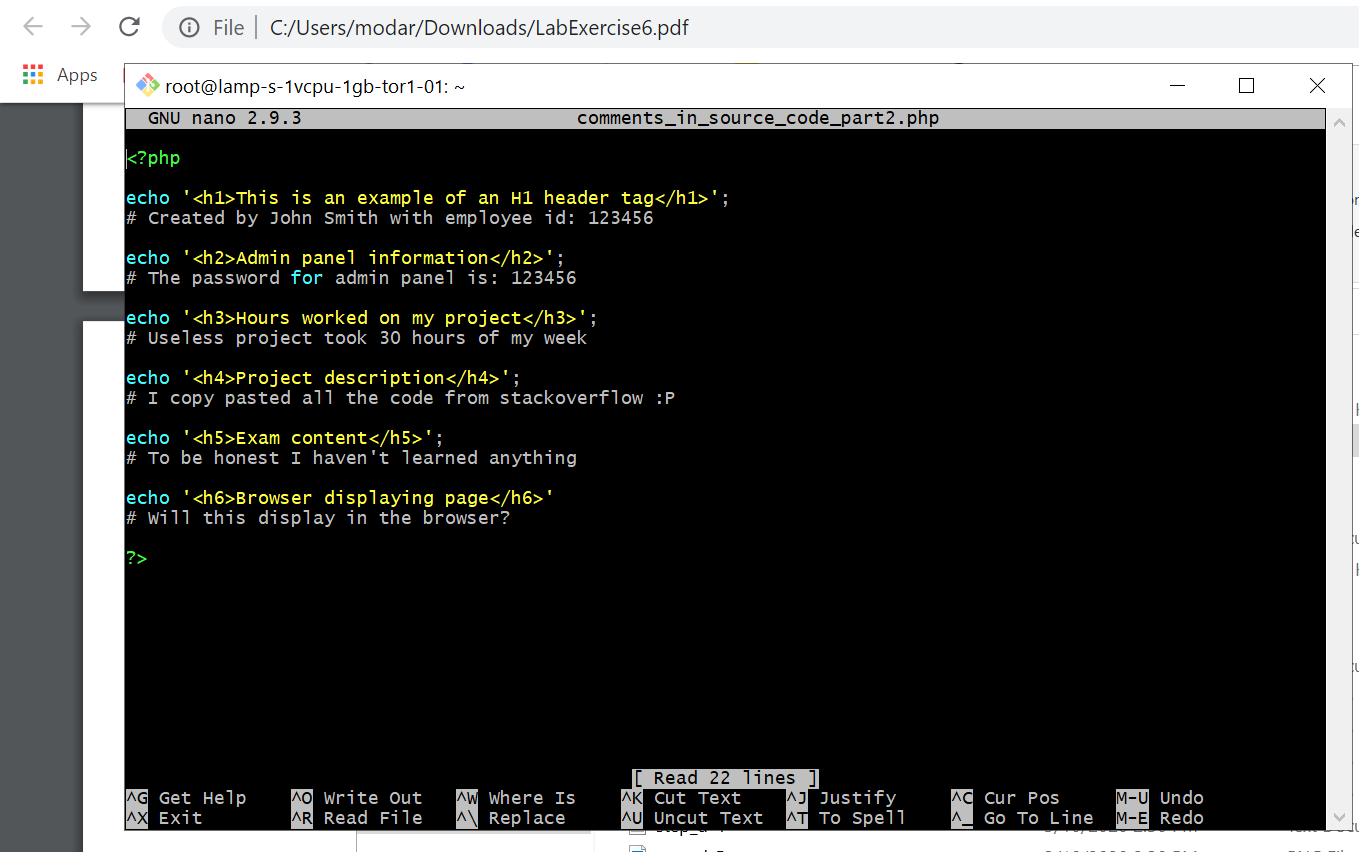 File | C:/Users/modar/Downloads/LabExercise6.pdf
Apps
root@lamp-s-1vcpu-1gb-tor1-01: ~
GNU nano 2.9.3 comments_in_source_code_part2.php
<?php
echo '<h1>This is an example of an H1 header tag</h1>';
# Created by John Smith with employee id: 123456
echo '<h2>Admin panel information</h2>';
# The password for admin panel is: 123456
echo '<h3>Hours worked on my project</h3>';
# Useless project took 30 hours of my week
echo '<h4>Project description</h4>';
# I copy pasted all the code from stackoverflow :P
echo '<h5>Exam content</h5>';
# To be honest I haven't learned anything
echo '<h6>Browser displaying page</h6>'
# Will this display in the browser?
?>
[ Read 22 lines ]
^G Get Help ^O Write Out ^W Where Is ^K Cut Text ^J Justify ^C Cur Pos M-U Undo
^X Exit ^R Read File ^\ Replace ^U Uncut Text ^T To Spell ^_ Go To Line M-E Redo